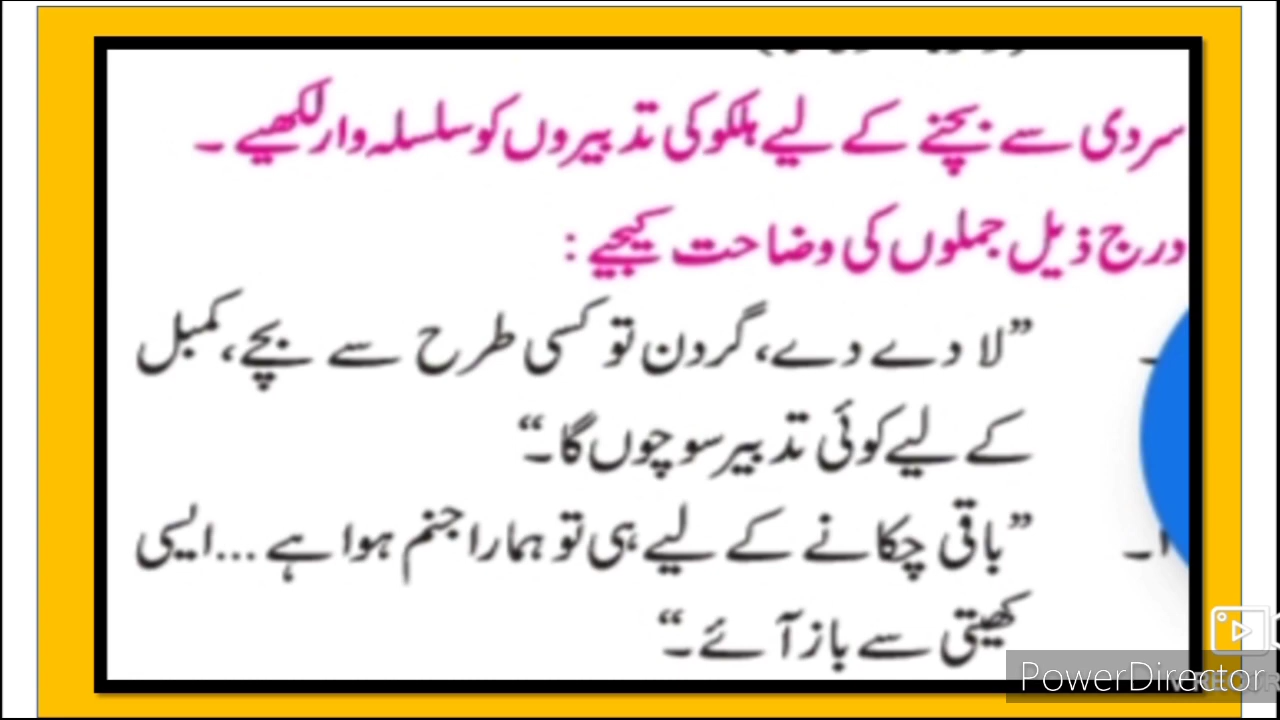 سردی سے بچنے کے لیے ہلکو کی تدبیروں کو سلسلہ وار لکھیے ۔
درج ذیل جملوں کی وضاحت کیجیے :
”لا دے دے، گردن تو کسی طرح سے بچے، کمبل
کے لیے کوئی تدبیر سوچوں گا۔“
”باقی چکانے کے لیے ہی تو ہمارا جنم ہوا ہے ... ایسی
کھیتی سے باز آئے ۔“
PowerDirector